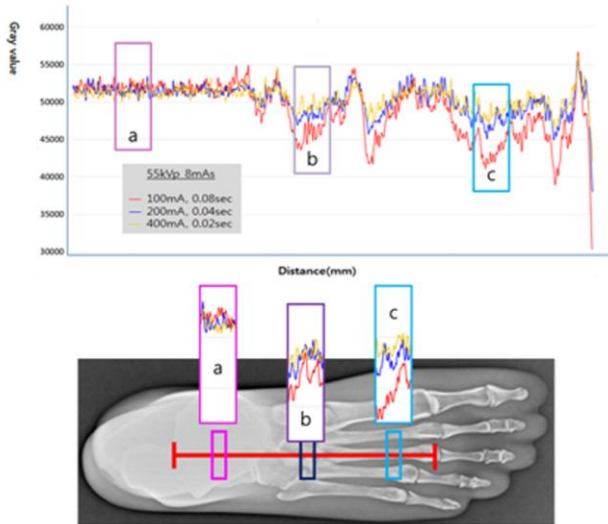 Gray value
60000
55000
50000
45000
40000
35000
30000
a
b
c
55kVp 8mAs
100mA, 0.08sec
200mA, 0.04sec
400mA, 0.02sec
Distance(mm)
a
b
c